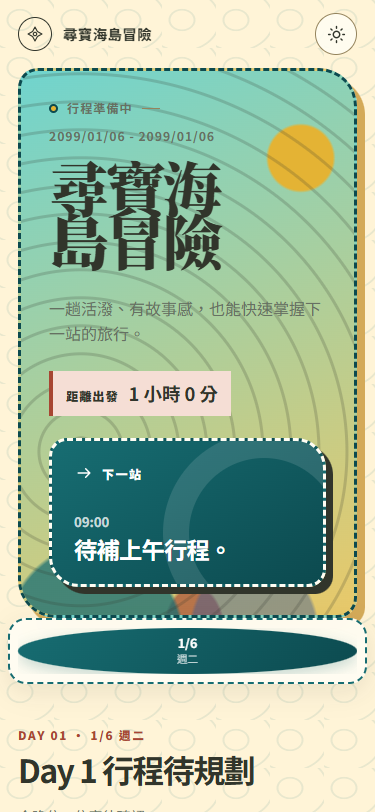 尋寶海島冒險
行程準備中
2099/01/06 - 2099/01/06
尋寶海
島冒險
一趟活潑、有故事感，也能快速掌握下
一站的旅行。
距離出發 1 小時 0 分
下一站
09:00
待補上午行程。
1/6
週二
DAY 01 · 1/6 週二
Day 1 行程待規劃